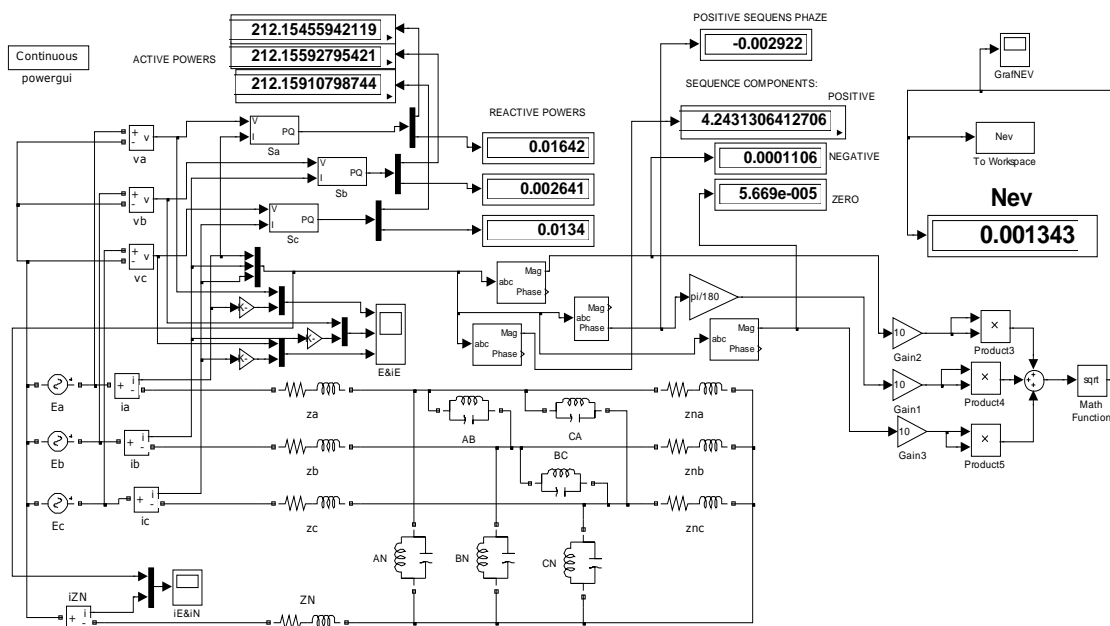 Continuous
powergui
ACTIVE POWERS
212.15455942119
212.15592795421
212.15910798744
REACTIVE POWERS
0.01642
0.002641
0.0134
POSITIVE SEQUENS PHAZE
-0.002922
SEQUENCE COMPONENTS:
POSITIVE
4.2431306412706
0.0001106
NEGATIVE
5.669e-005
ZERO
GrafNEV
Nev
To Workspace
Nev
0.001343
+
-
v
va
+
-
v
vb
+
-
v
vc
V
I
PQ
Sa
V
I
PQ
Sb
V
I
PQ
Sc
K-
K-
K-
E&iE
abc
Mag
Phase
abc
Mag
Phase
abc
Mag
Phase
abc
Mag
Phase
pi/180
10
Gain2
10
Gain1
10
Gain3
×
Product3
×
Product4
×
Product5
+
+
+
sqrt
Math
Function
Ea
+
i
-
ia
za
AB
CA
zna
Eb
+
i
-
ib
zb
BC
znb
Ec
+
i
-
ic
zc
znc
AN
BN
CN
iE&iN
iZN
+
i
-
ZN